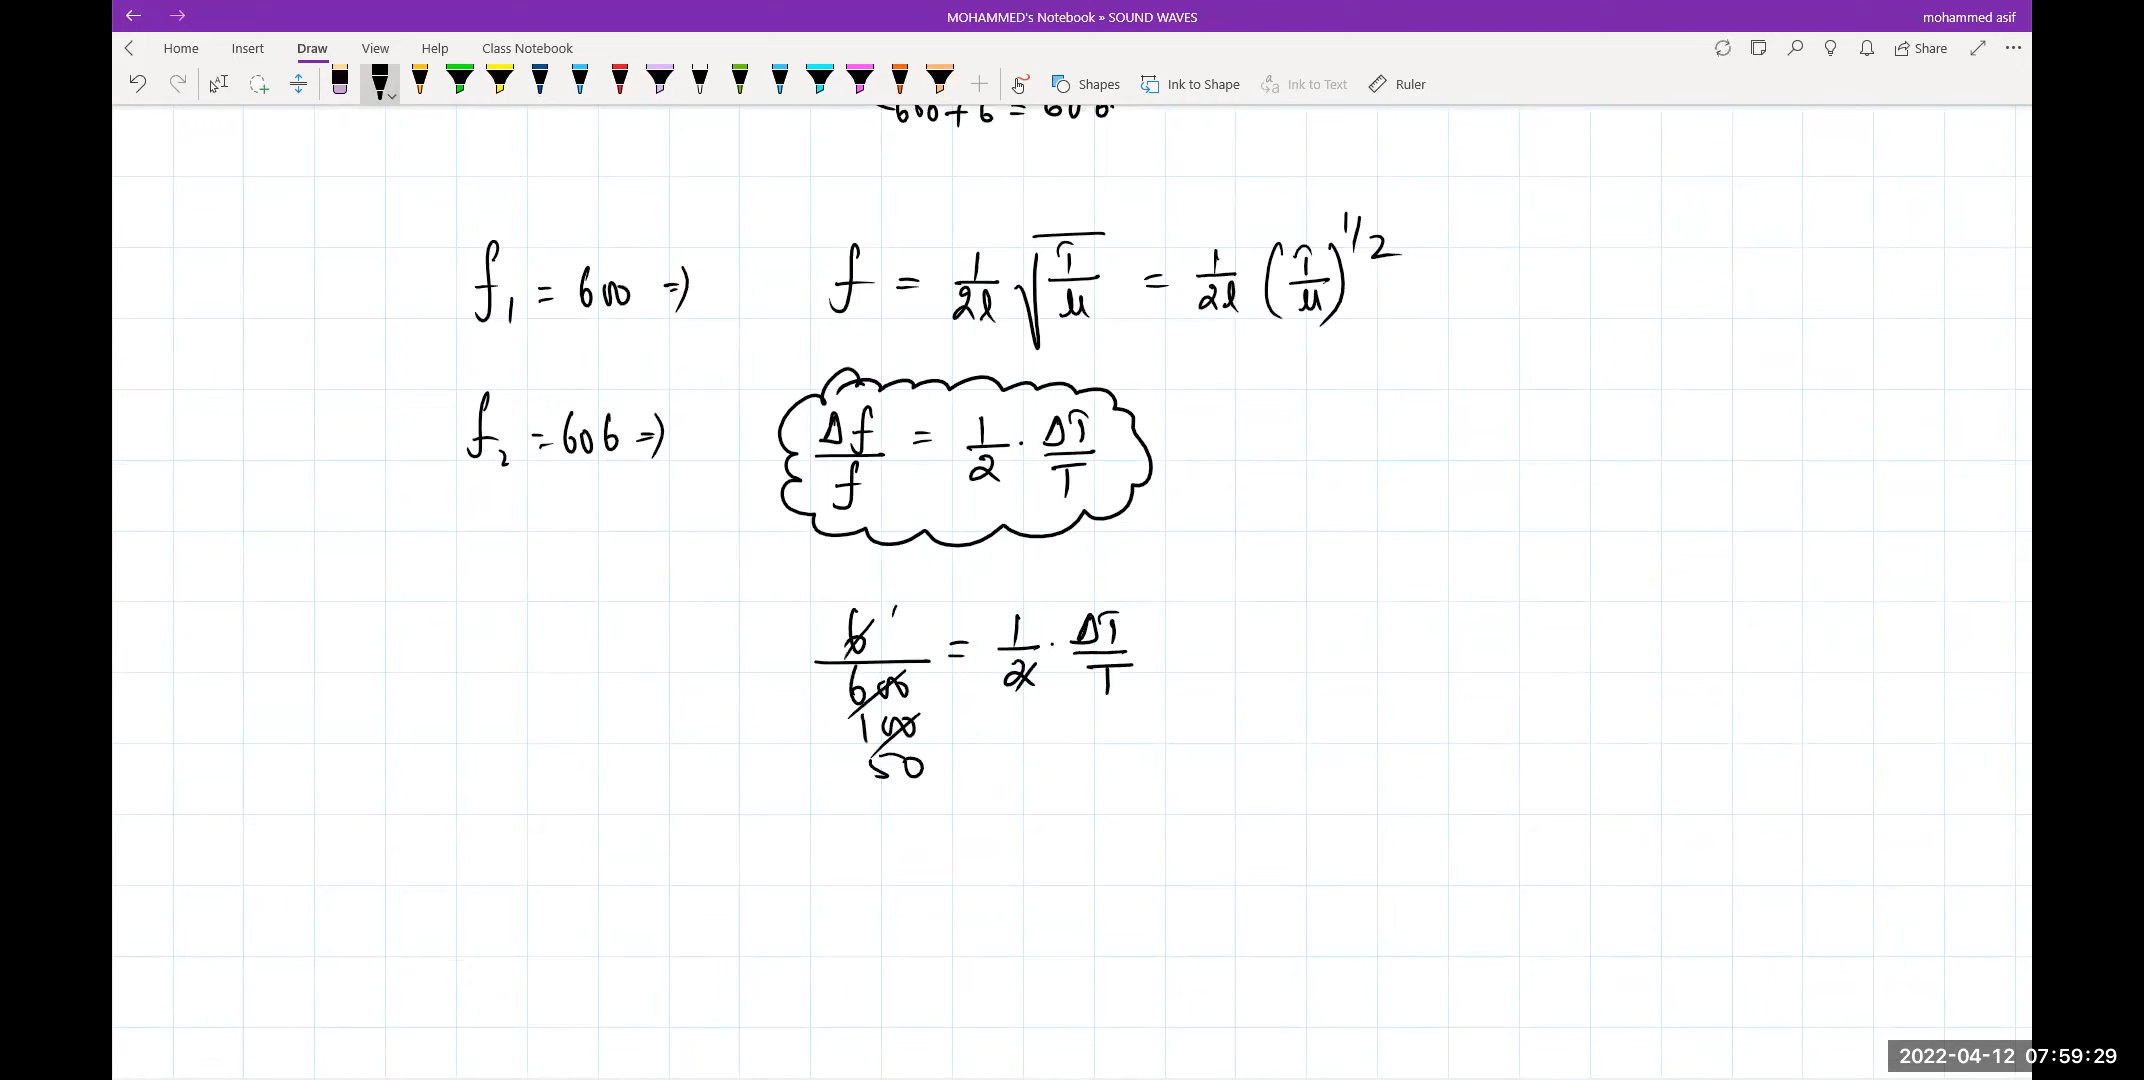 MOHAMMED's Notebook » SOUND WAVES
mohammed asif
Home Insert Draw View Help Class Notebook Share
Shapes Ink to Shape Ink to Text Ruler
600 + 6 = 606
f₁ = 600 ⇒ f = 1/2l √(T/μ) = 1/2l (T/μ)^1/2
f₂ = 606 ⇒ Δf/f = 1/2 · ΔT/T
6/600 = 1/2 · ΔT/T
1
100
50
2022-04-12 07:59:29